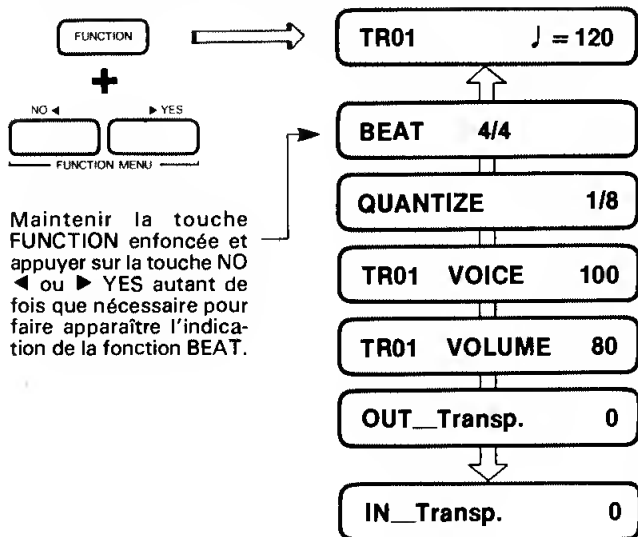 FUNCTION
TR01 ♩ = 120
+
NO ◄ ► YES
FUNCTION MENU
BEAT 4/4
QUANTIZE 1/8
Maintenir la touche
FUNCTION enfoncée et
appuyer sur la touche NO
◄ ou ► YES autant de
fois que nécessaire pour
faire apparaître l'indica-
tion de la fonction BEAT.
TR01 VOICE 100
TR01 VOLUME 80
OUT__Transp. 0
IN__Transp. 0